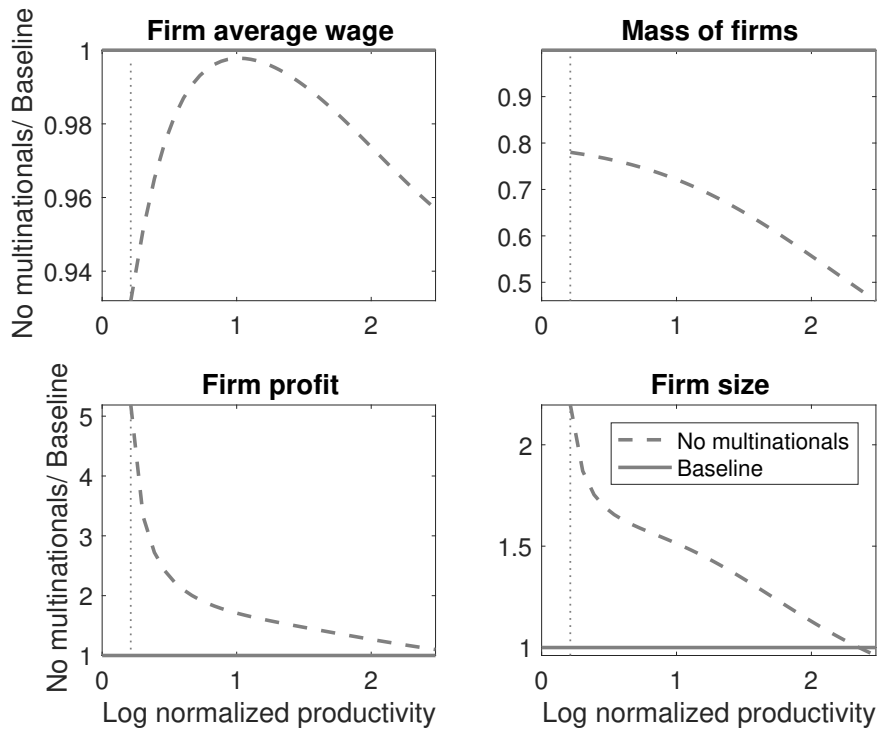 Firm average wage
No multinationals/ Baseline
1
0.98
0.96
0.94
0
1
2
Mass of firms
0.9
0.8
0.7
0.6
0.5
0
1
2
Firm profit
No multinationals/ Baseline
5
4
3
2
1
0
1
2
Log normalized productivity
Firm size
2
1.5
1
No multinationals
Baseline
0
1
2
Log normalized productivity